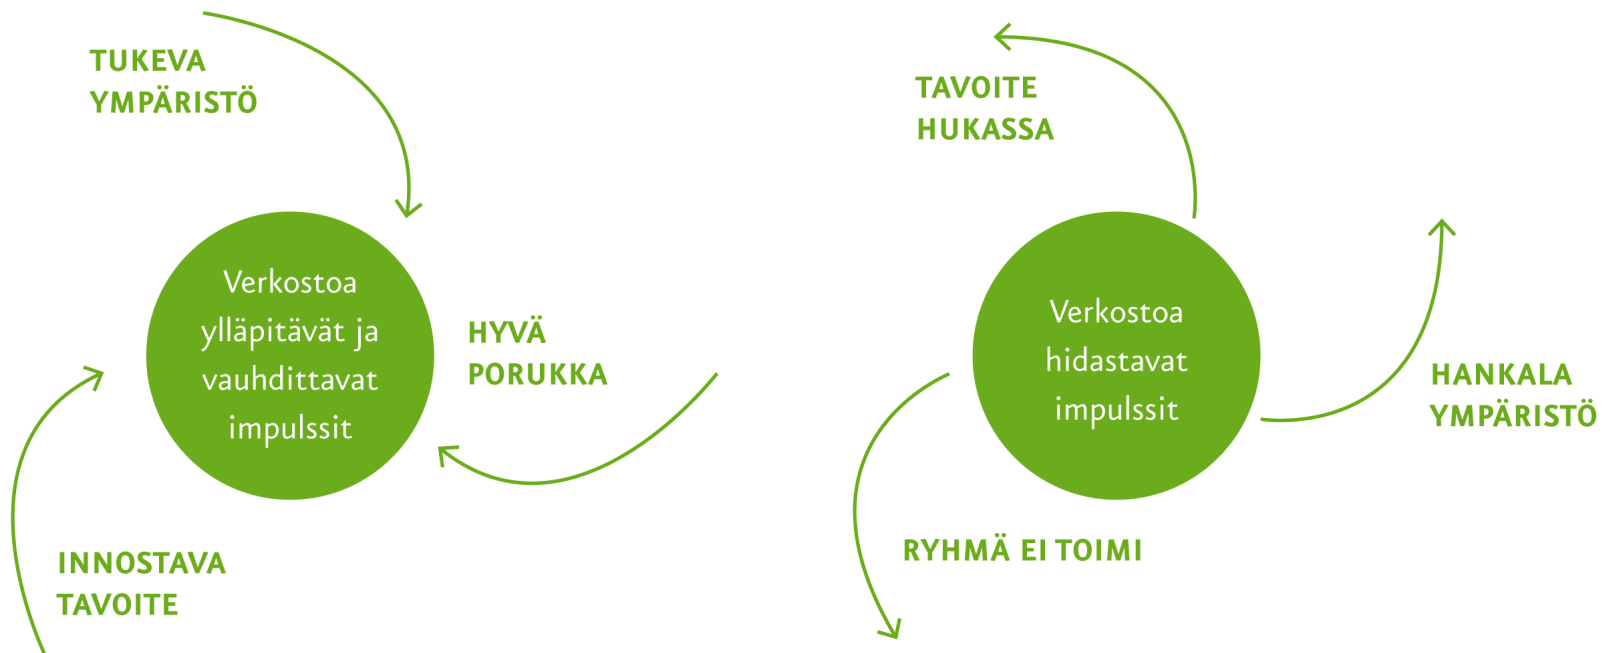 TUKEVA
YMPÄRISTÖ
Verkostoa
ylläpitävät ja
vauhdittavat
impulssit
HYVÄ
PORUKKA
INNOSTAVA
TAVOITE
TAVOITE
HUKASSA
Verkostoa
hidastavat
impulssit
HANKALA
YMPÄRISTÖ
RYHMÄ EI TOIMI